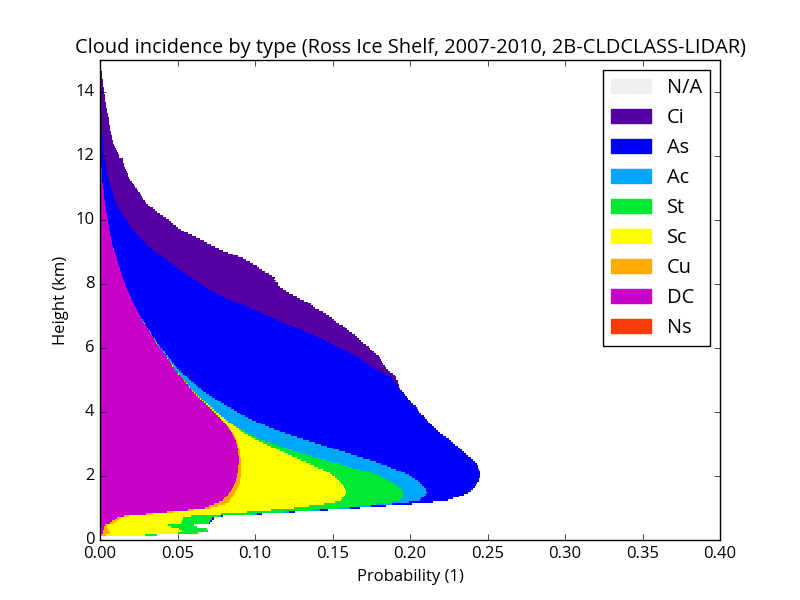 Cloud incidence by type (Ross Ice Shelf, 2007-2010, 2B-CLDCLASS-LIDAR)
N/A
Ci
As
Ac
St
Sc
Cu
DC
Ns
Height (km)
14
12
10
8
6
4
2
0
0.00 0.05 0.10 0.15 0.20 0.25 0.30 0.35 0.40
Probability (1)